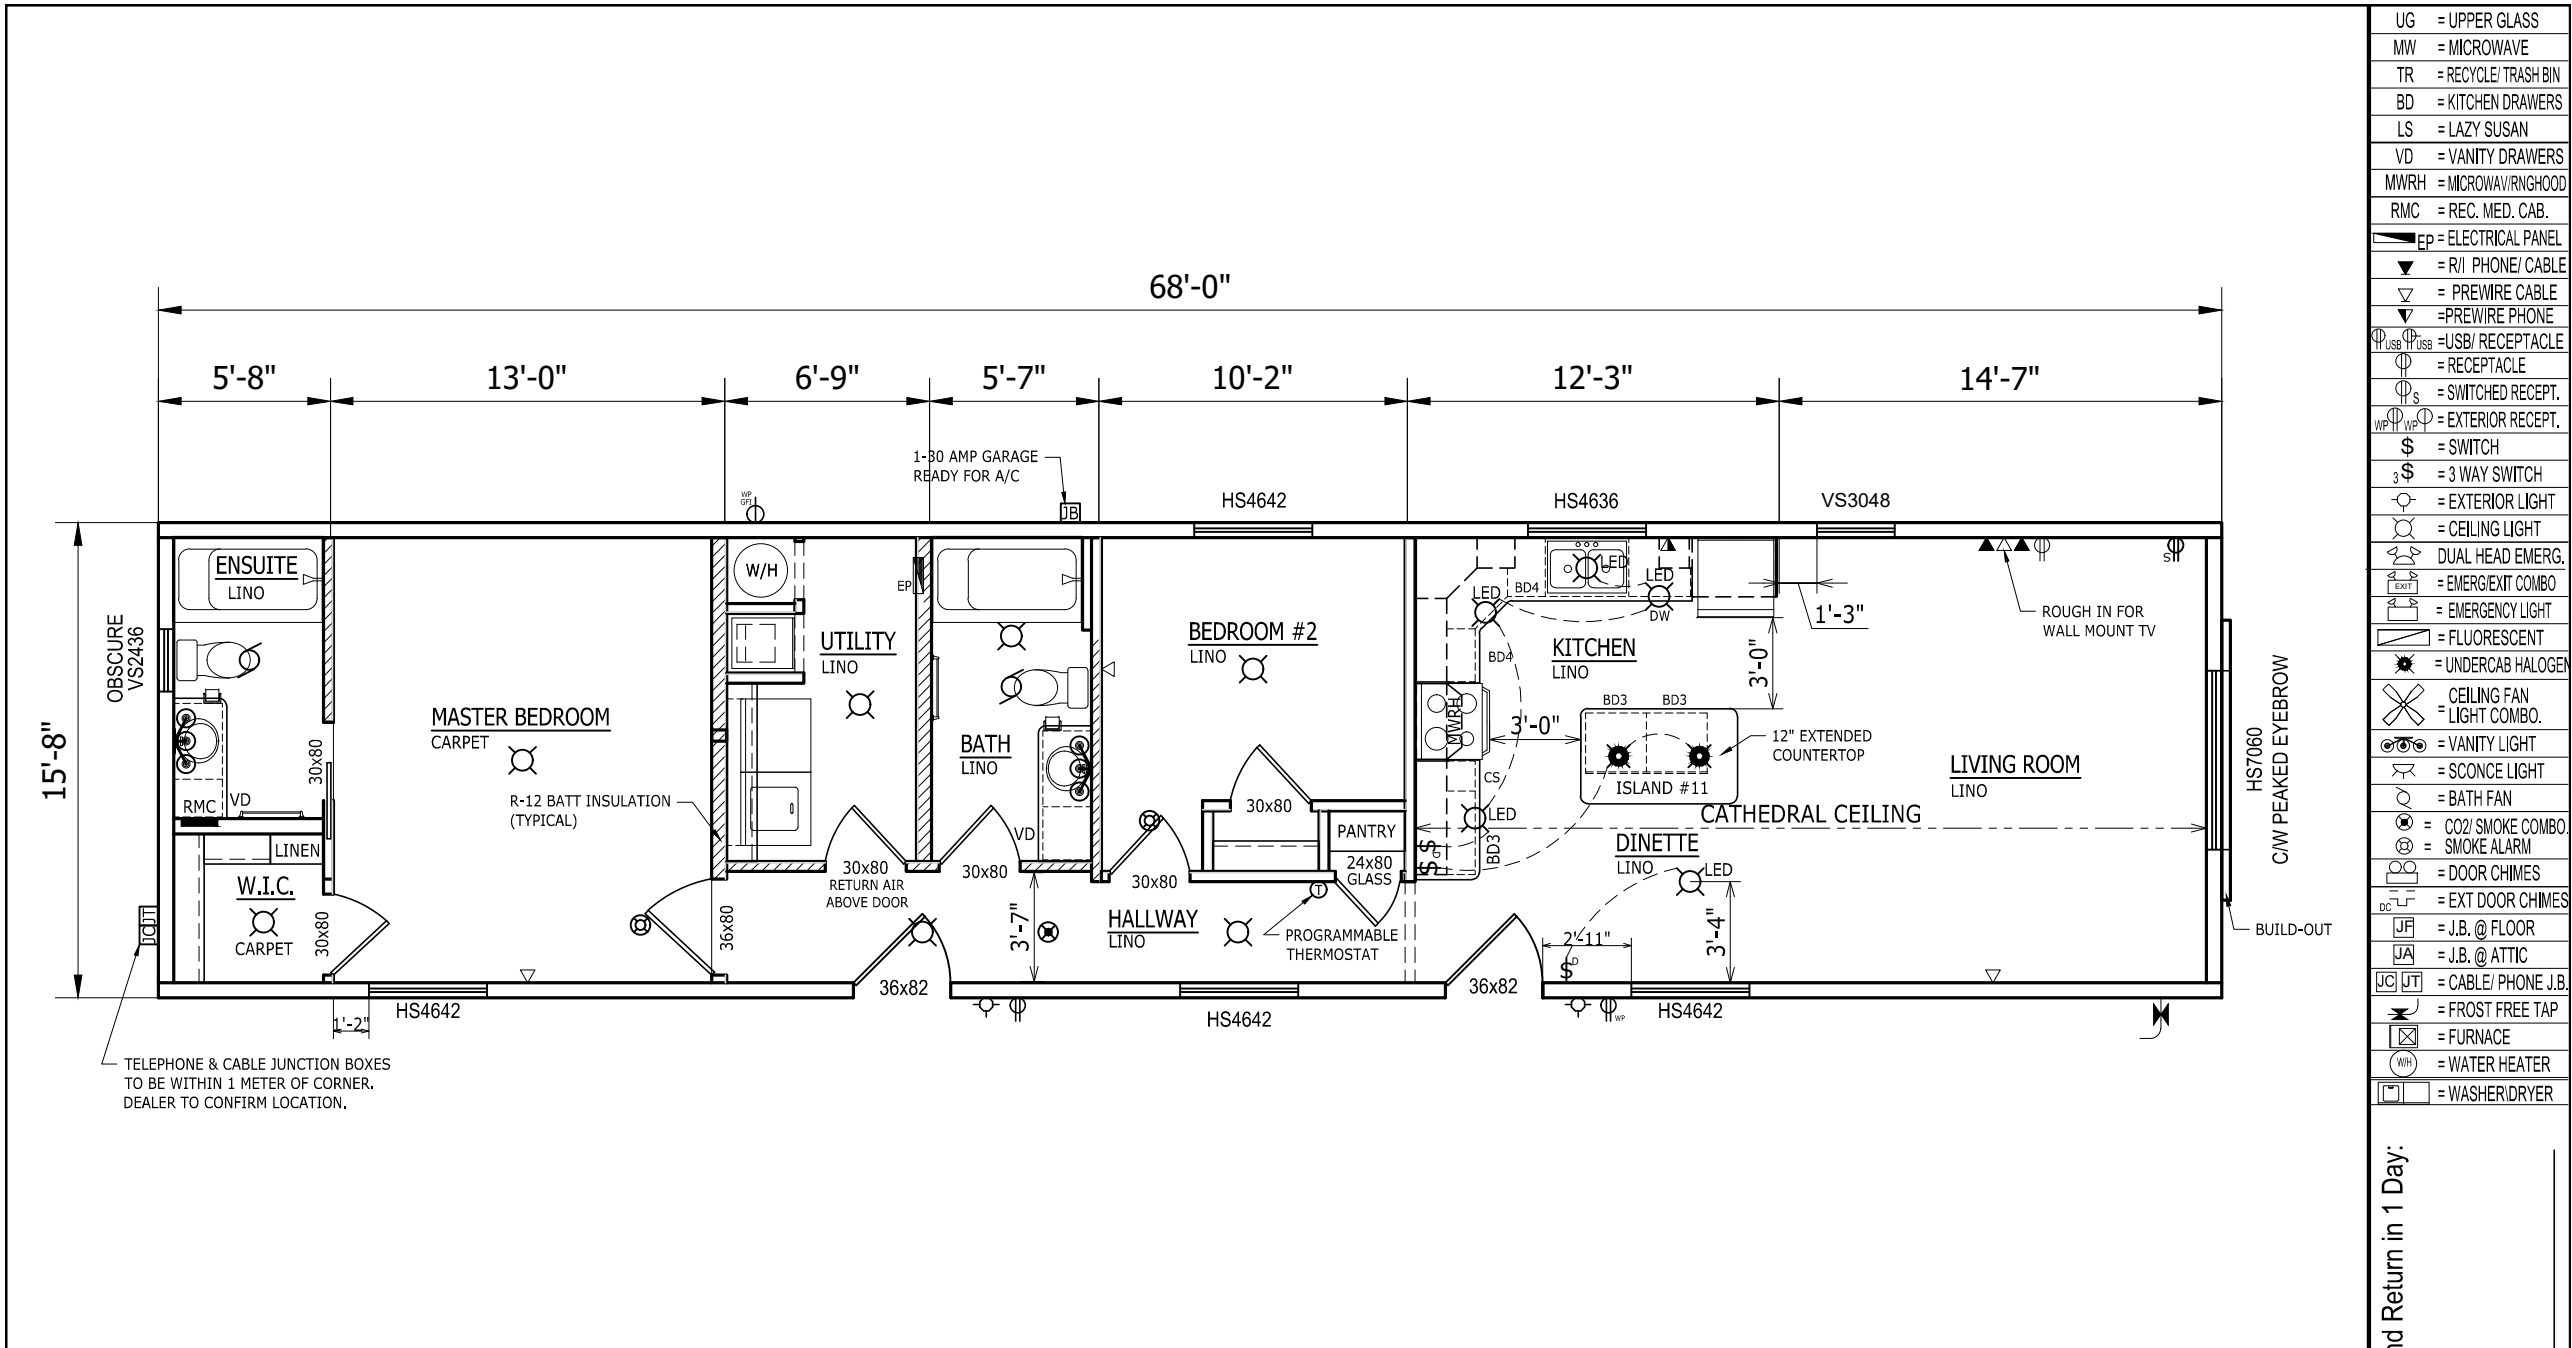 68'-0"
5'-8"
13'-0"
6'-9"
5'-7"
10'-2"
12'-3"
14'-7"
1-30 AMP GARAGE
READY FOR A/C
WP
GFI
JB
HS4642
HS4636
VS3048
15'-8"
OBSCURE
VS2436
ENSUITE
LINO
RMC
VD
30x80
LINEN
W.I.C.
CARPET
30x80
JC JT
MASTER BEDROOM
CARPET
R-12 BATT INSULATION
(TYPICAL)
36x80
W/H
EP
UTILITY
LINO
30x80
RETURN AIR
ABOVE DOOR
BATH
LINO
VD
30x80
BEDROOM #2
LINO
30x80
30x80
PANTRY
24x80
GLASS
3'-7"
HALLWAY
LINO
T
PROGRAMMABLE
THERMOSTAT
LED
LED
LED
BD4
DW
BD4
KITCHEN
LINO
3'-0"
1'-3"
ROUGH IN FOR
WALL MOUNT TV
S
MWRH
3'-0"
BD3
BD3
12" EXTENDED
COUNTERTOP
ISLAND #11
CS
LED
BD3
$ $D
LIVING ROOM
LINO
CATHEDRAL CEILING
DINETTE
LINO
LED
2'-11"
3'-4"
$D
HS7060
C/W PEAKED EYEBROW
BUILD-OUT
36x82
36x82
HS4642
HS4642
HS4642
WP
1'-2"
TELEPHONE & CABLE JUNCTION BOXES
TO BE WITHIN 1 METER OF CORNER.
DEALER TO CONFIRM LOCATION.
UG = UPPER GLASS
MW = MICROWAVE
TR = RECYCLE/ TRASH BIN
BD = KITCHEN DRAWERS
LS = LAZY SUSAN
VD = VANITY DRAWERS
MWRH = MICROWAV/RNGHOOD
RMC = REC. MED. CAB.
EP = ELECTRICAL PANEL
= R/I PHONE/ CABLE
= PREWIRE CABLE
=PREWIRE PHONE
USB USB =USB/ RECEPTACLE
= RECEPTACLE
S = SWITCHED RECEPT.
WP WP = EXTERIOR RECEPT.
$ = SWITCH
3$ = 3 WAY SWITCH
= EXTERIOR LIGHT
= CEILING LIGHT
DUAL HEAD EMERG.
EXIT = EMERG/EXIT COMBO
= EMERGENCY LIGHT
= FLUORESCENT
= UNDERCAB HALOGEN
CEILING FAN
= LIGHT COMBO.
= VANITY LIGHT
= SCONCE LIGHT
= BATH FAN
= CO2/ SMOKE COMBO.
= SMOKE ALARM
= DOOR CHIMES
DC = EXT DOOR CHIMES
JF = J.B. @ FLOOR
JA = J.B. @ ATTIC
JC JT = CABLE/ PHONE J.B.
= FROST FREE TAP
= FURNACE
W/H = WATER HEATER
= WASHER\DRYER
nd Return in 1 Day: